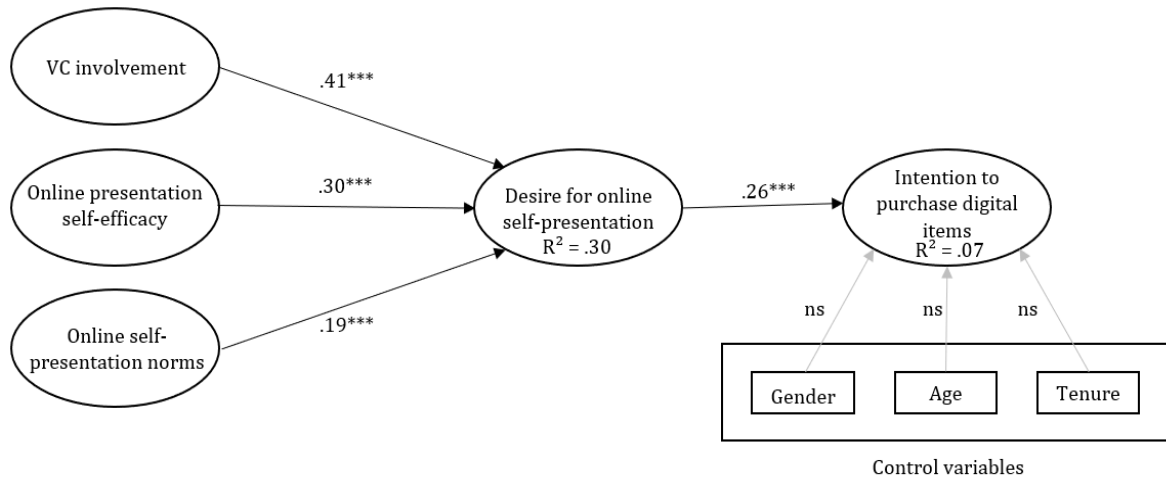 VC involvement
.41***
Online presentation
self-efficacy
.30***
Desire for online
self-presentation
R² = .30
.26***
Intention to
purchase digital
items
R² = .07
Online self-
presentation norms
.19***
ns
ns
ns
Gender
Age
Tenure
Control variables